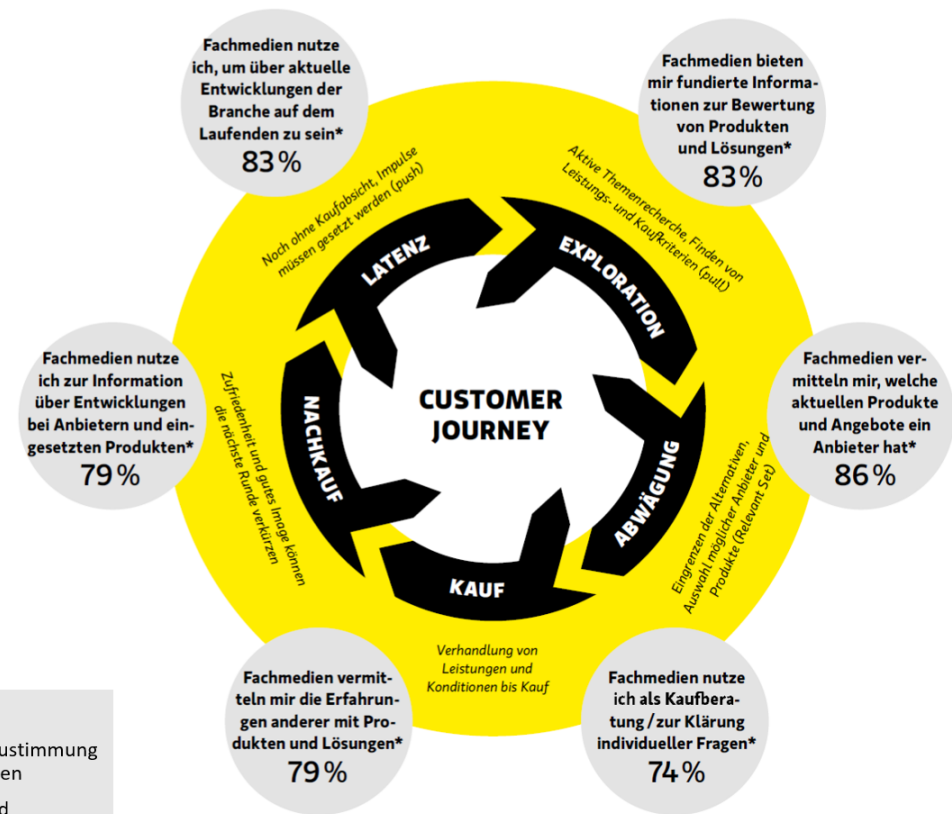 Fachmedien nutze
ich, um über aktuelle
Entwicklungen der
Branche auf dem
Laufenden zu sein*
83 %
Fachmedien bieten
mir fundierte Informa-
tionen zur Bewertung
von Produkten
und Lösungen*
83 %
Noch ohne Kaufabsicht, Impulse
müssen gesetzt werden (push)
Aktive Themenrecherche, Finden von
Leistungs- und Kaufkriterien (pull)
LATENZ
EXPLORATION
Fachmedien nutze
ich zur Information
über Entwicklungen
bei Anbietern und ein-
gesetzten Produkten*
79 %
Zufriedenheit und gutes Image können
die nächste Runde verkürzen
NACHKAUF
CUSTOMER
JOURNEY
ABWÄGUNG
Eingrenzen der Alternativen,
Auswahl möglicher Anbieter und
Produkte (Relevant Set)
Fachmedien ver-
mitteln mir, welche
aktuellen Produkte
und Angebote ein
Anbieter hat*
86 %
KAUF
Verhandlung von
Leistungen und
Konditionen bis Kauf
Fachmedien vermit-
teln mir die Erfahrun-
gen anderer mit Pro-
dukten und Lösungen*
79 %
Fachmedien nutze
ich als Kaufbera-
tung / zur Klärung
individueller Fragen*
74 %
ustimmung
en
d